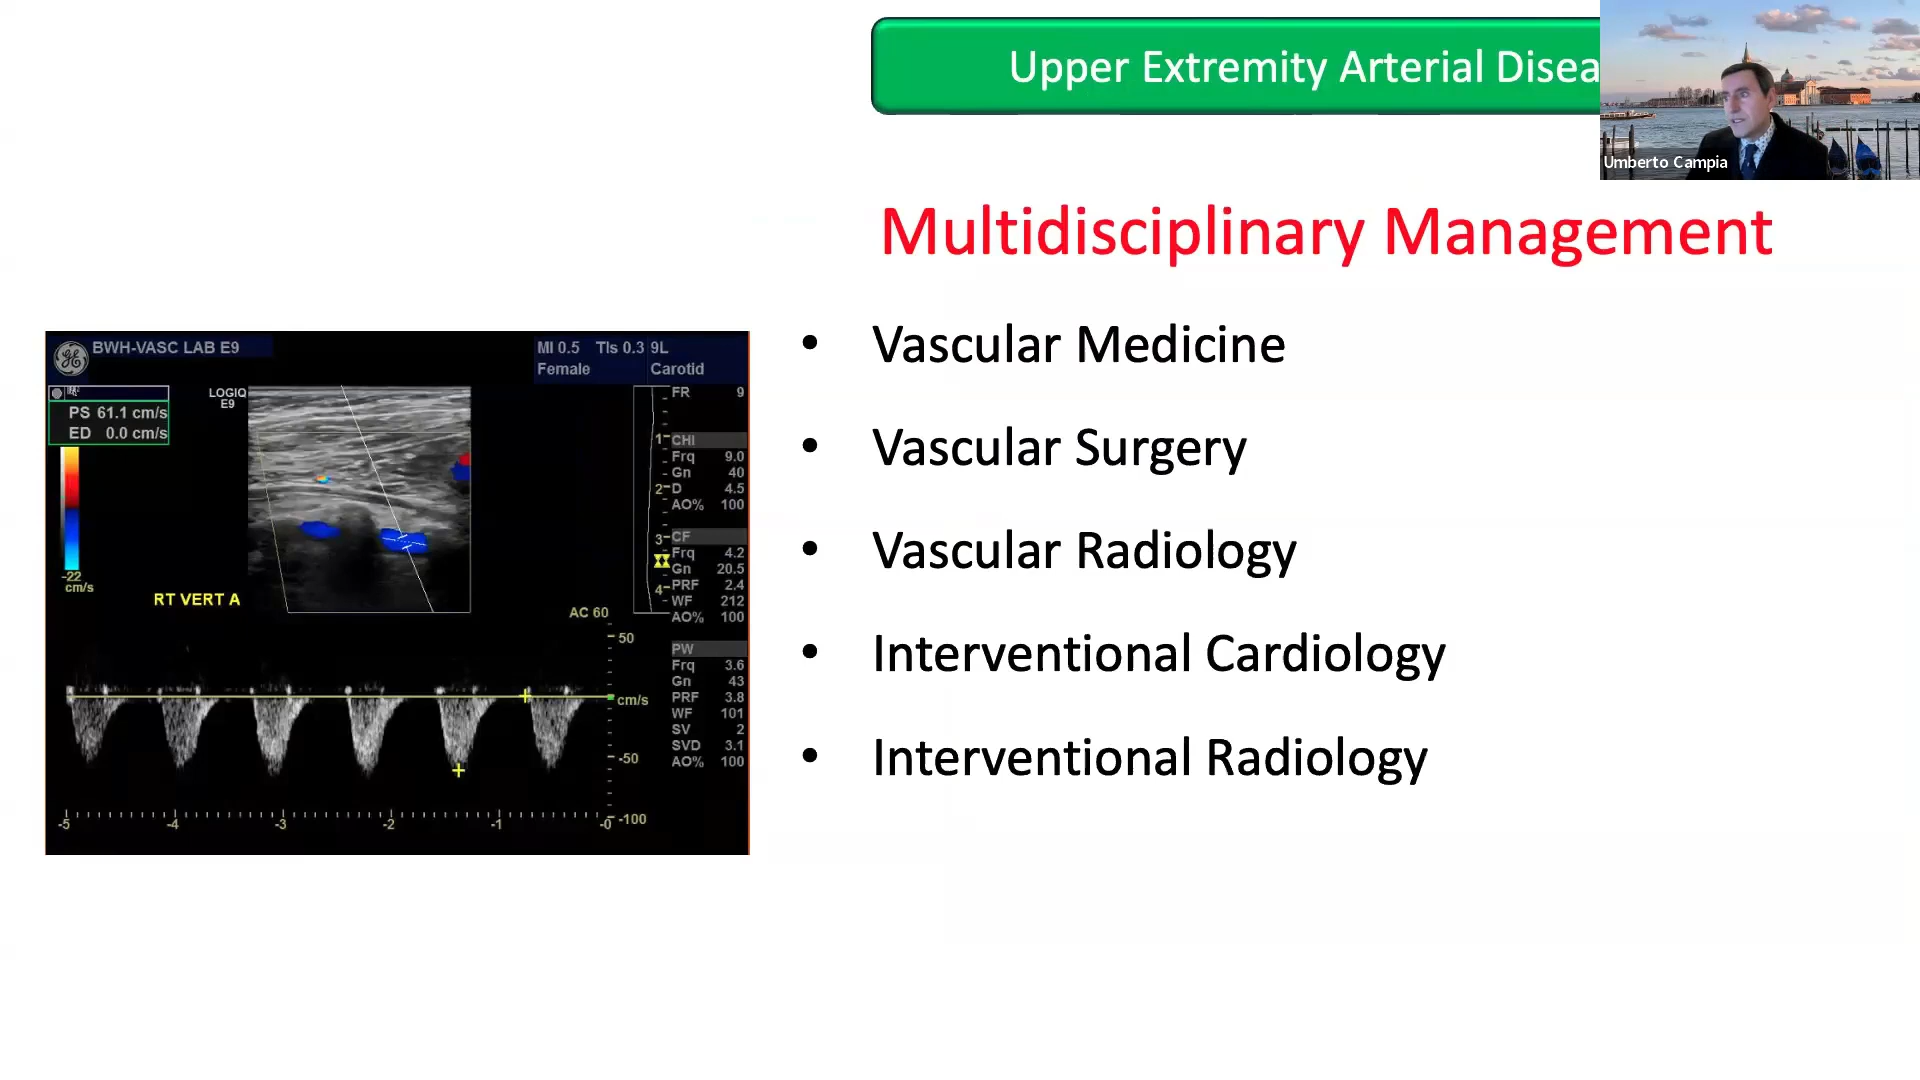 Upper Extremity Arterial Disea
Umberto Campia
Multidisciplinary Management
• Vascular Medicine
• Vascular Surgery
• Vascular Radiology
• Interventional Cardiology
• Interventional Radiology
BWH-VASC LAB E9
MI 0.5 TIs 0.3 9L
Female Carotid
PS 61.1 cm/s
ED 0.0 cm/s
LOGIQ
E9
-22
cm/s
RT VERT A
AC 60
1
2
3
4
FR 9
CHI
Frq 9.0
Gn 40
D 4.5
AO% 100
CF
Frq 4.2
Gn 20.5
PRF 2.4
WF 212
AO% 100
PW
Frq 3.6
Gn 43
PRF 3.8
WF 101
SV 2
SVD 3.1
AO% 100
50
cm/s
-50
-100
-5 -4 -3 -2 -1 -0